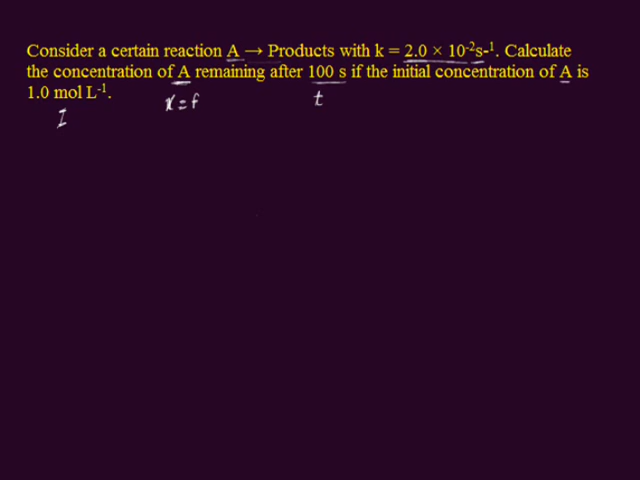 Consider a certain reaction A → Products with k = 2.0 × 10⁻²s-¹. Calculate
the concentration of A remaining after 100 s if the initial concentration of A is
1.0 mol L⁻¹.
x = f
t
I